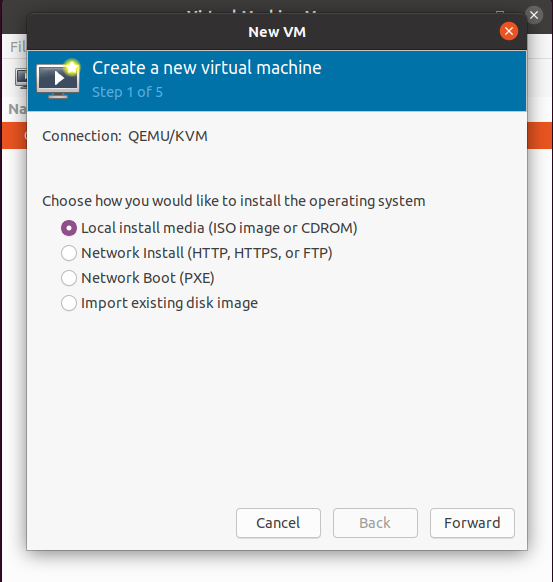 New VM
Fil
Create a new virtual machine
Step 1 of 5
Na
Connection: QEMU/KVM
Choose how you would like to install the operating system
Local install media (ISO image or CDROM)
Network Install (HTTP, HTTPS, or FTP)
Network Boot (PXE)
Import existing disk image
Cancel
Back
Forward